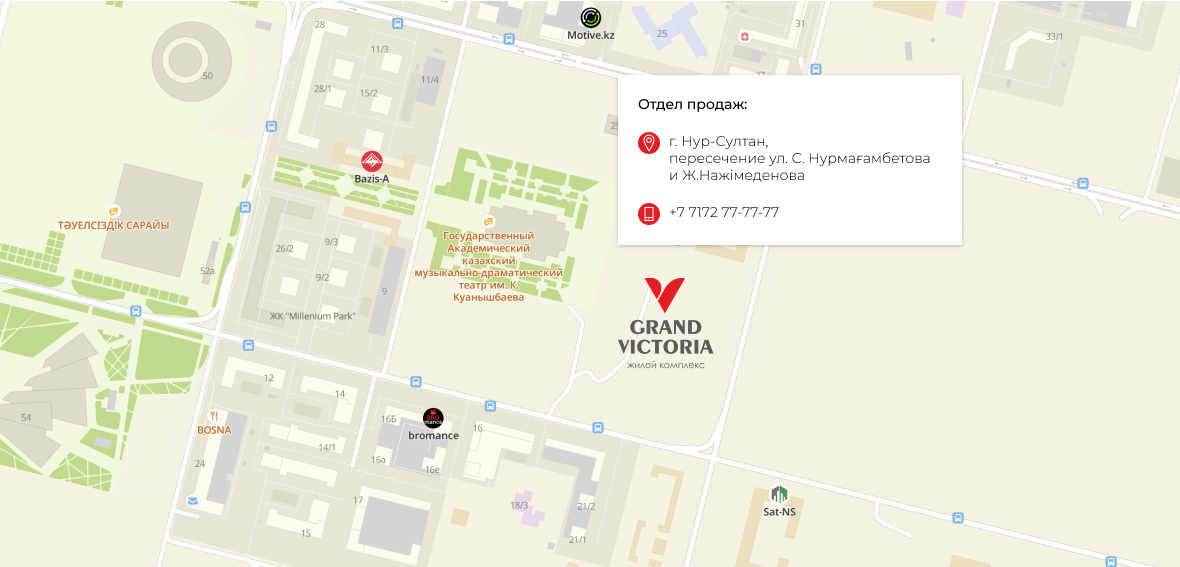 28
Motive.kz
25
31
33/1
11/3
50
11/4
28/1
15/2
27
Отдел продаж:
25
г. Нур-Султан,
пересечение ул. С. Нурмағамбетова
и Ж.Нажімеденова
+7 7172 77-77-77
Bazis-A
ТӘУЕЛСІЗДІК САРАЙЫ
Государственный
Академический
казахский
музыкально-драматический
театр им. К.
Куанышбаева
26/2
9/3
52а
9/2
9
ЖК "Millenium Park"
GRAND
VICTORIA
жилой комплекс
12
14
54
BOSNA
16Б
BRO
mance
bromance
16
14/1
24
16а
16е
17
18/3
21/2
Sat-NS
15
21/1